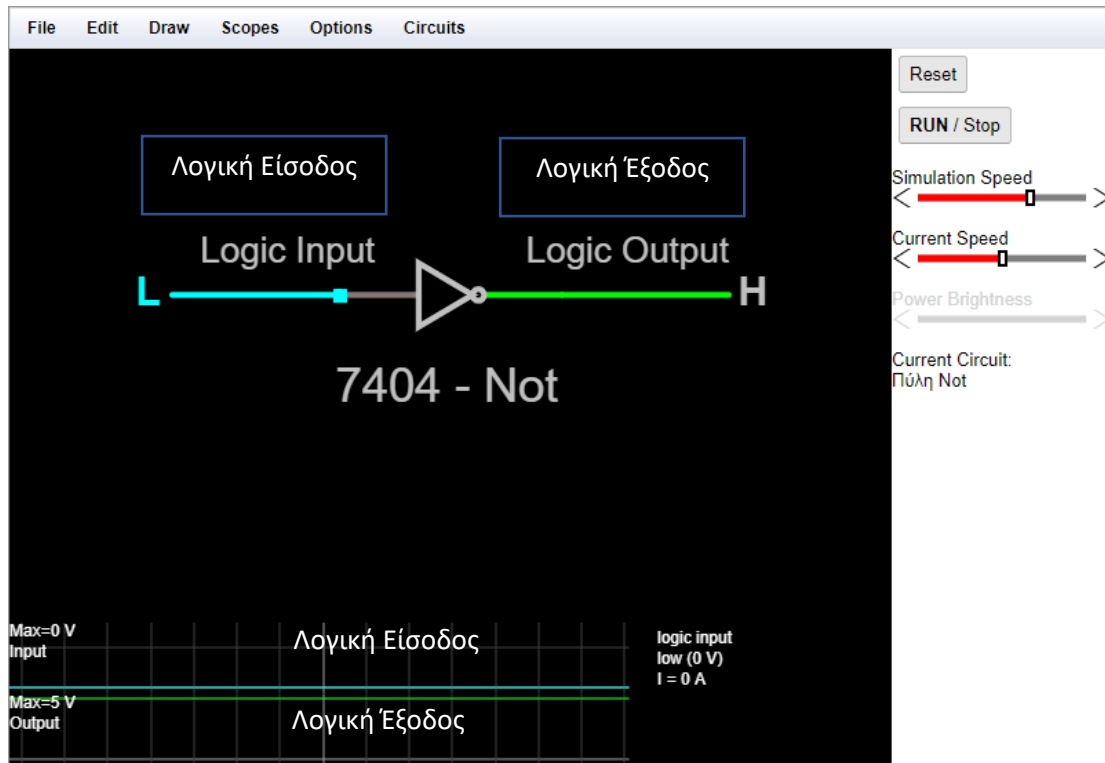 File Edit Draw Scopes Options Circuits
Reset
RUN / Stop
Simulation Speed
Current Speed
Power Brightness
Current Circuit:
Πύλη Not
Λογική Είσοδος
Λογική Έξοδος
Logic Input
Logic Output
L
H
7404 - Not
Max=0 V
Input
Λογική Είσοδος
logic input
low (0 V)
I = 0 A
Max=5 V
Output
Λογική Έξοδος